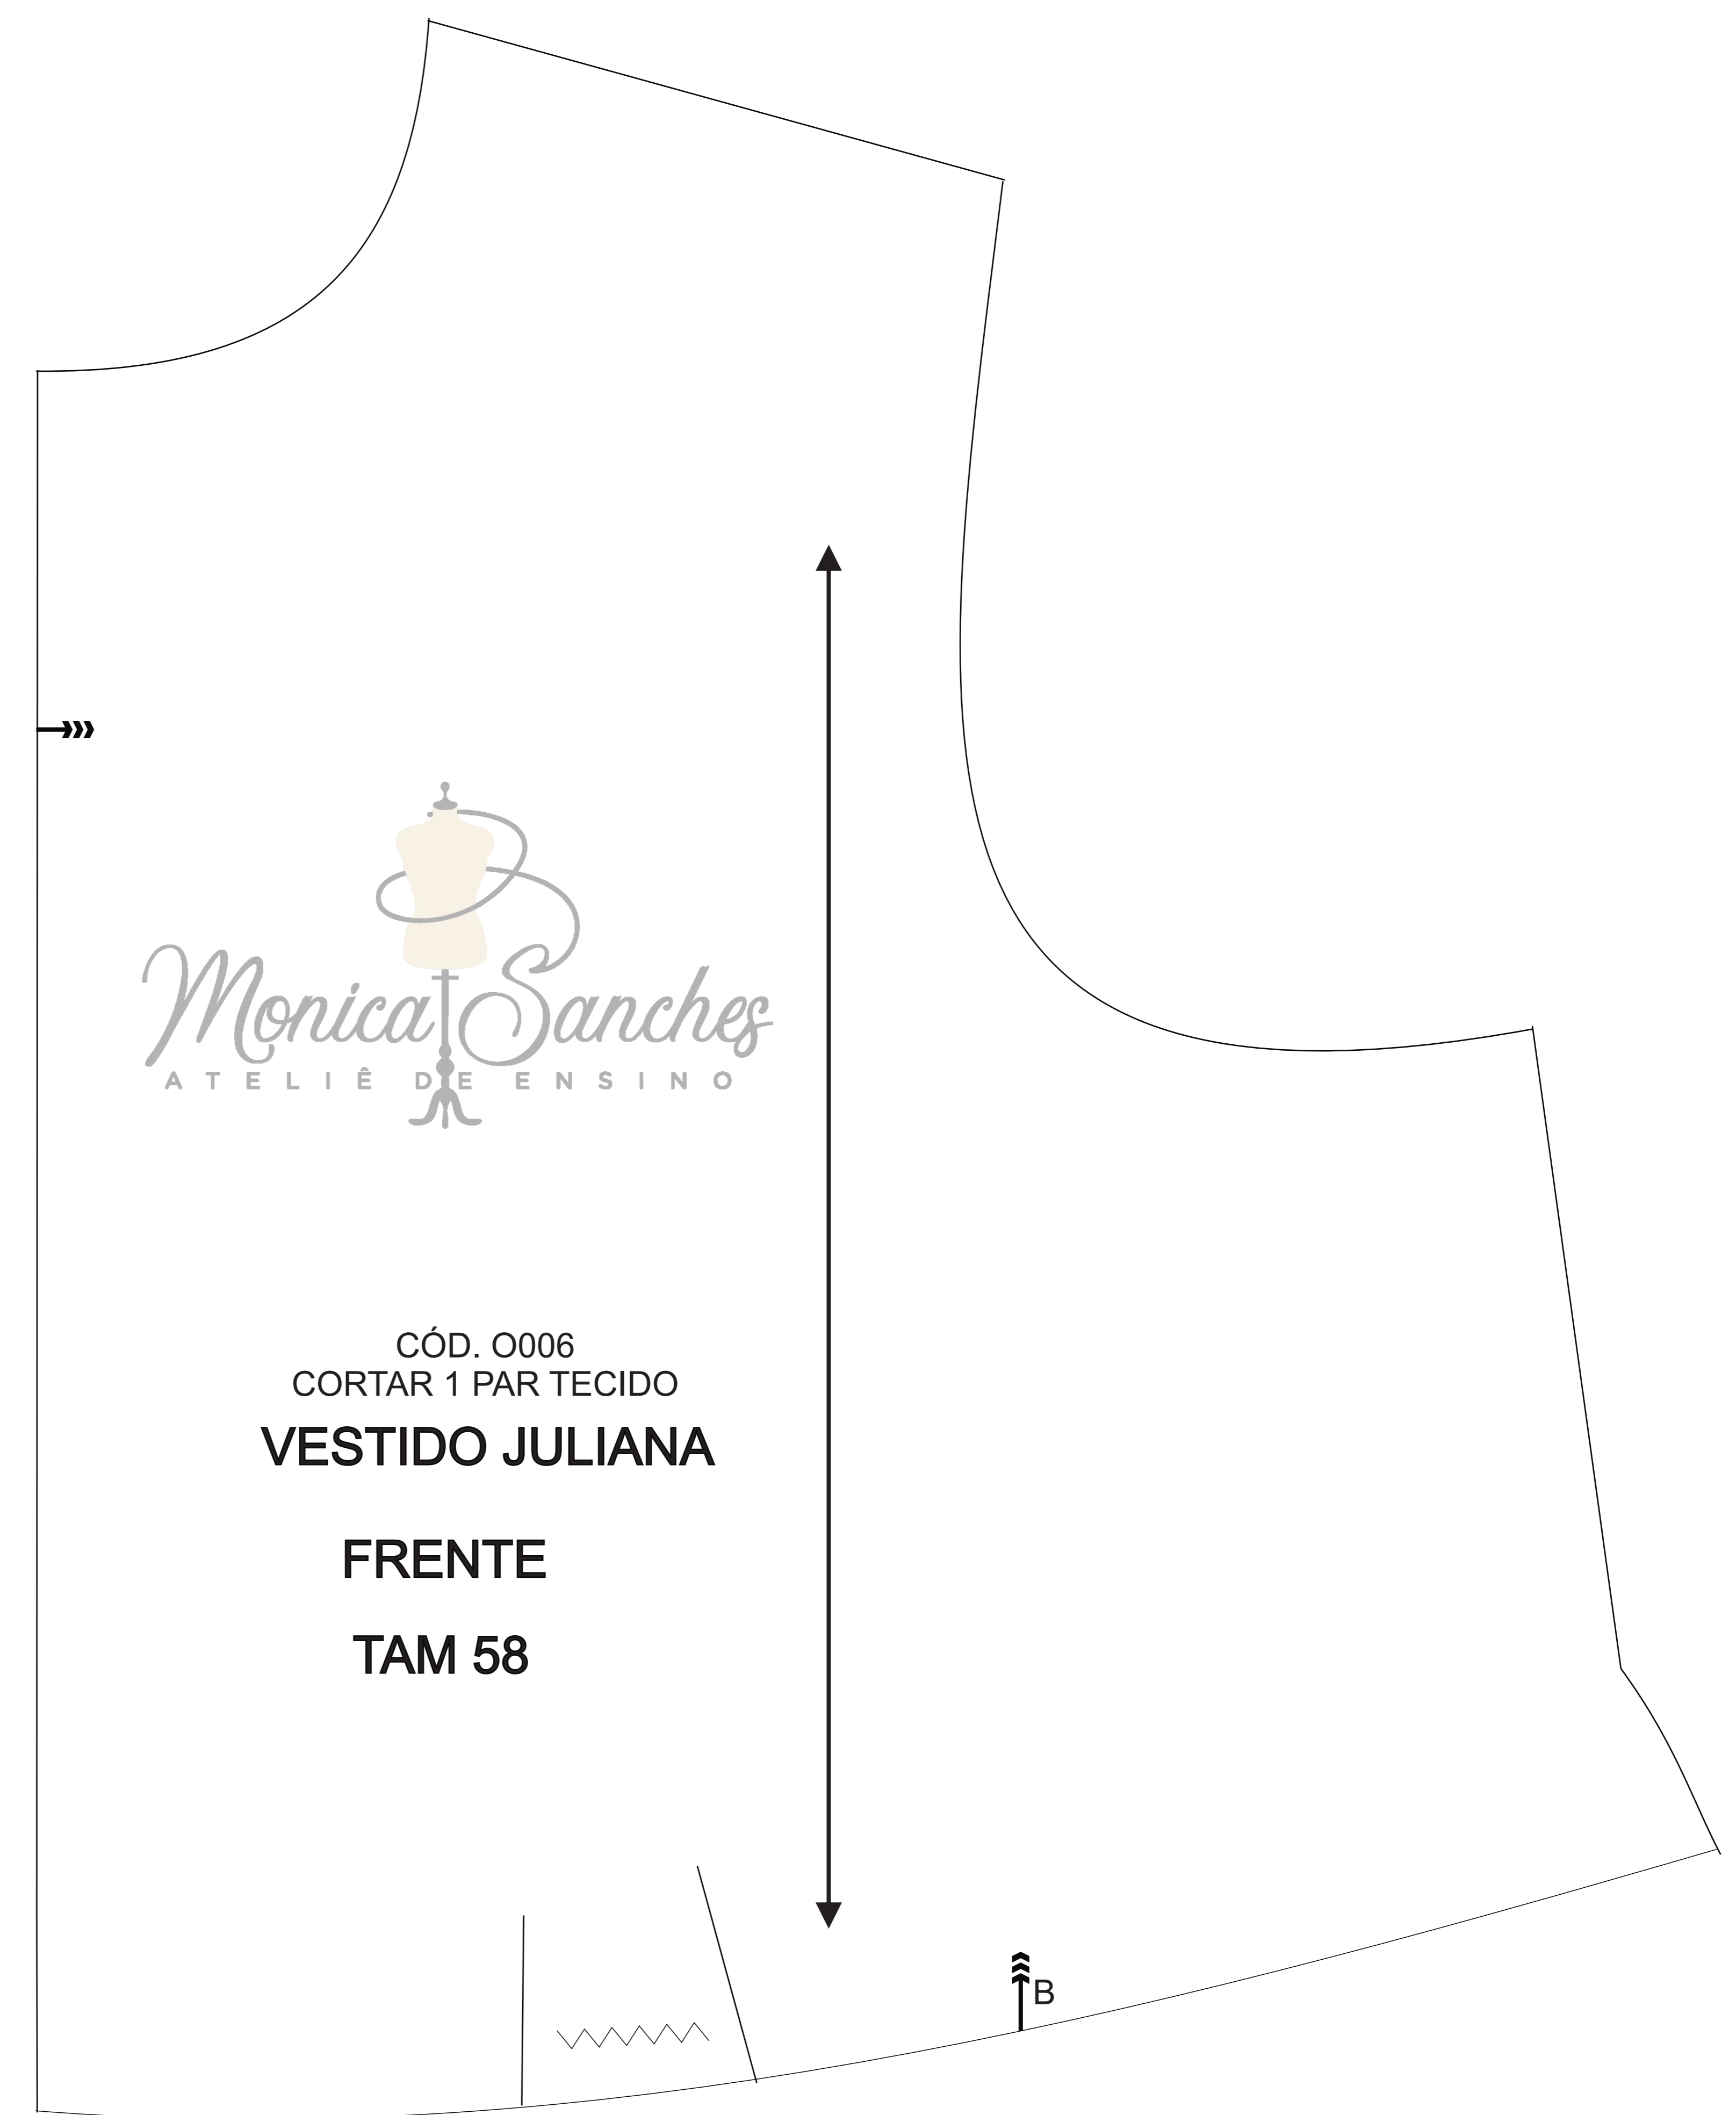 Monica Sanches
ATELIÊ DE ENSINO
CÓD. O006
CORTAR 1 PAR TECIDO
VESTIDO JULIANA
FRENTE
TAM 58
B